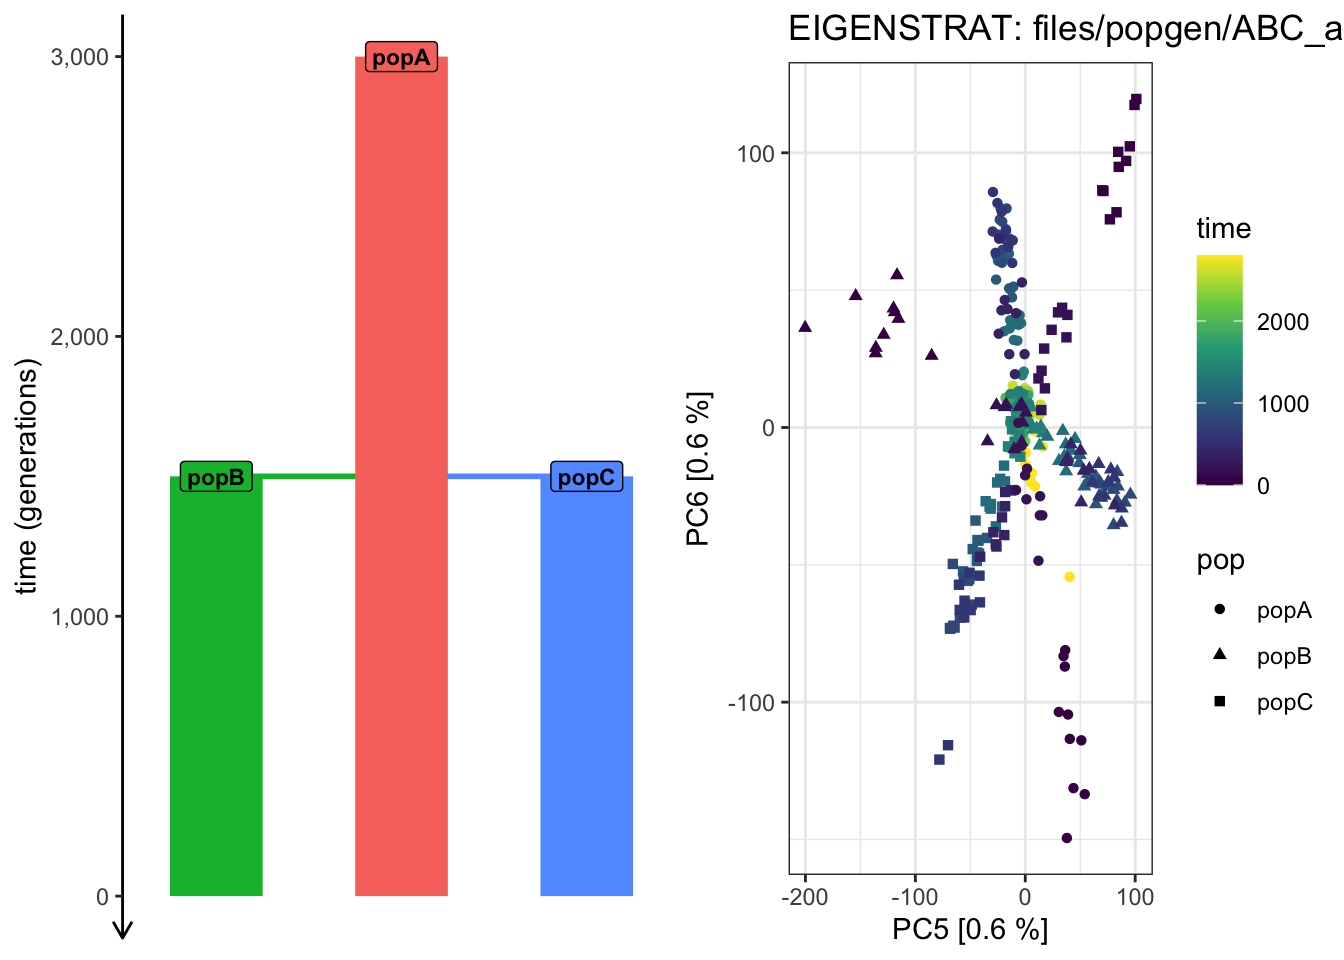 3,000
2,000
1,000
0
time (generations)
popA
popB
popC
EIGENSTRAT: files/popgen/ABC_a
100
0
-100
PC6 [0.6 %]
-200
-100
0
100
PC5 [0.6 %]
time
2000
1000
0
pop
popA
popB
popC